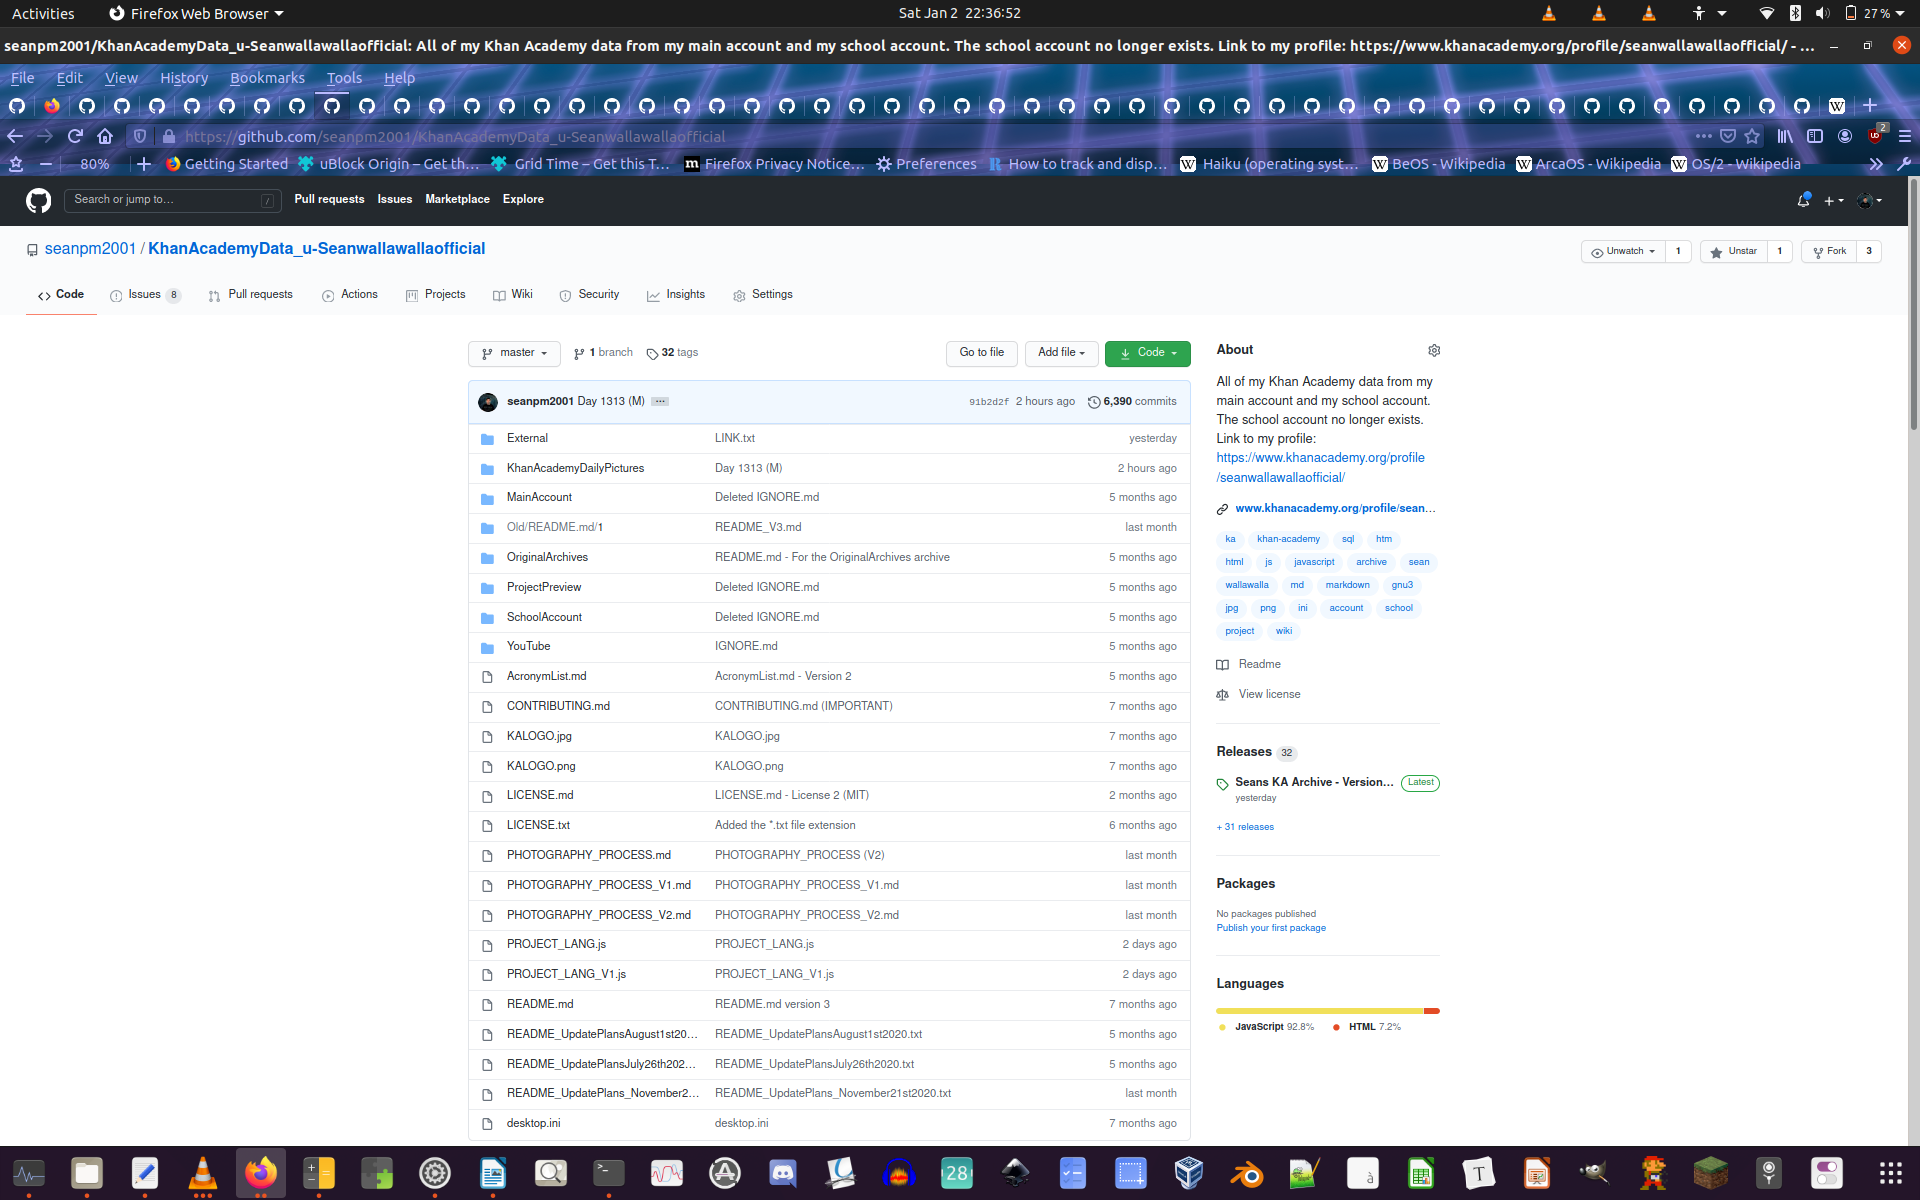 Activities
Firefox Web Browser
Sat Jan 2 22:36:52
27 %
seanpm2001/KhanAcademyData_u-Seanwallawallaofficial: All of my Khan Academy data from my main account and my school account. The school account no longer exists. Link to my profile: https://www.khanacademy.org/profile/seanwallawallaofficial/ - ...
File Edit View History Bookmarks Tools Help
https://github.com/seanpm2001/KhanAcademyData_u-Seanwallawallaofficial
2
80%
Getting Started
uBlock Origin – Get th…
Grid Time – Get this T…
Firefox Privacy Notice…
Preferences
How to track and disp…
Haiku (operating syst…
BeOS - Wikipedia
ArcaOS - Wikipedia
OS/2 - Wikipedia
Search or jump to…
/
Pull requests Issues Marketplace Explore
seanpm2001 / KhanAcademyData_u-Seanwallawallaofficial
Unwatch 1
Unstar 1
Fork 3
Code
Issues 8
Pull requests
Actions
Projects
Wiki
Security
Insights
Settings
master
1 branch
32 tags
Go to file
Add file
Code
seanpm2001 Day 1313 (M) ...
91b2d2f 2 hours ago 6,390 commits
External LINK.txt yesterday
KhanAcademyDailyPictures Day 1313 (M) 2 hours ago
MainAccount Deleted IGNORE.md 5 months ago
Old/README.md/1 README_V3.md last month
OriginalArchives README.md - For the OriginalArchives archive 5 months ago
ProjectPreview Deleted IGNORE.md 5 months ago
SchoolAccount Deleted IGNORE.md 5 months ago
YouTube IGNORE.md 5 months ago
AcronymList.md AcronymList.md - Version 2 5 months ago
CONTRIBUTING.md CONTRIBUTING.md (IMPORTANT) 7 months ago
KALOGO.jpg KALOGO.jpg 7 months ago
KALOGO.png KALOGO.png 7 months ago
LICENSE.md LICENSE.md - License 2 (MIT) 2 months ago
LICENSE.txt Added the *.txt file extension 6 months ago
PHOTOGRAPHY_PROCESS.md PHOTOGRAPHY_PROCESS (V2) last month
PHOTOGRAPHY_PROCESS_V1.md PHOTOGRAPHY_PROCESS_V1.md last month
PHOTOGRAPHY_PROCESS_V2.md PHOTOGRAPHY_PROCESS_V2.md last month
PROJECT_LANG.js PROJECT_LANG.js 2 days ago
PROJECT_LANG_V1.js PROJECT_LANG_V1.js 2 days ago
README.md README.md version 3 7 months ago
README_UpdatePlansAugust1st20… README_UpdatePlansAugust1st2020.txt 5 months ago
README_UpdatePlansJuly26th202… README_UpdatePlansJuly26th2020.txt 5 months ago
README_UpdatePlans_November2… README_UpdatePlans_November21st2020.txt last month
desktop.ini desktop.ini 7 months ago
About
All of my Khan Academy data from my
main account and my school account.
The school account no longer exists.
Link to my profile:
https://www.khanacademy.org/profile
/seanwallawallaofficial/
www.khanacademy.org/profile/sean…
ka khan-academy sql htm
html js javascript archive sean
wallawalla md markdown gnu3
jpg png ini account school
project wiki
Readme
View license
Releases 32
Seans KA Archive - Version… Latest
yesterday
+ 31 releases
Packages
No packages published
Publish your first package
Languages
JavaScript 92.8% HTML 7.2%
28